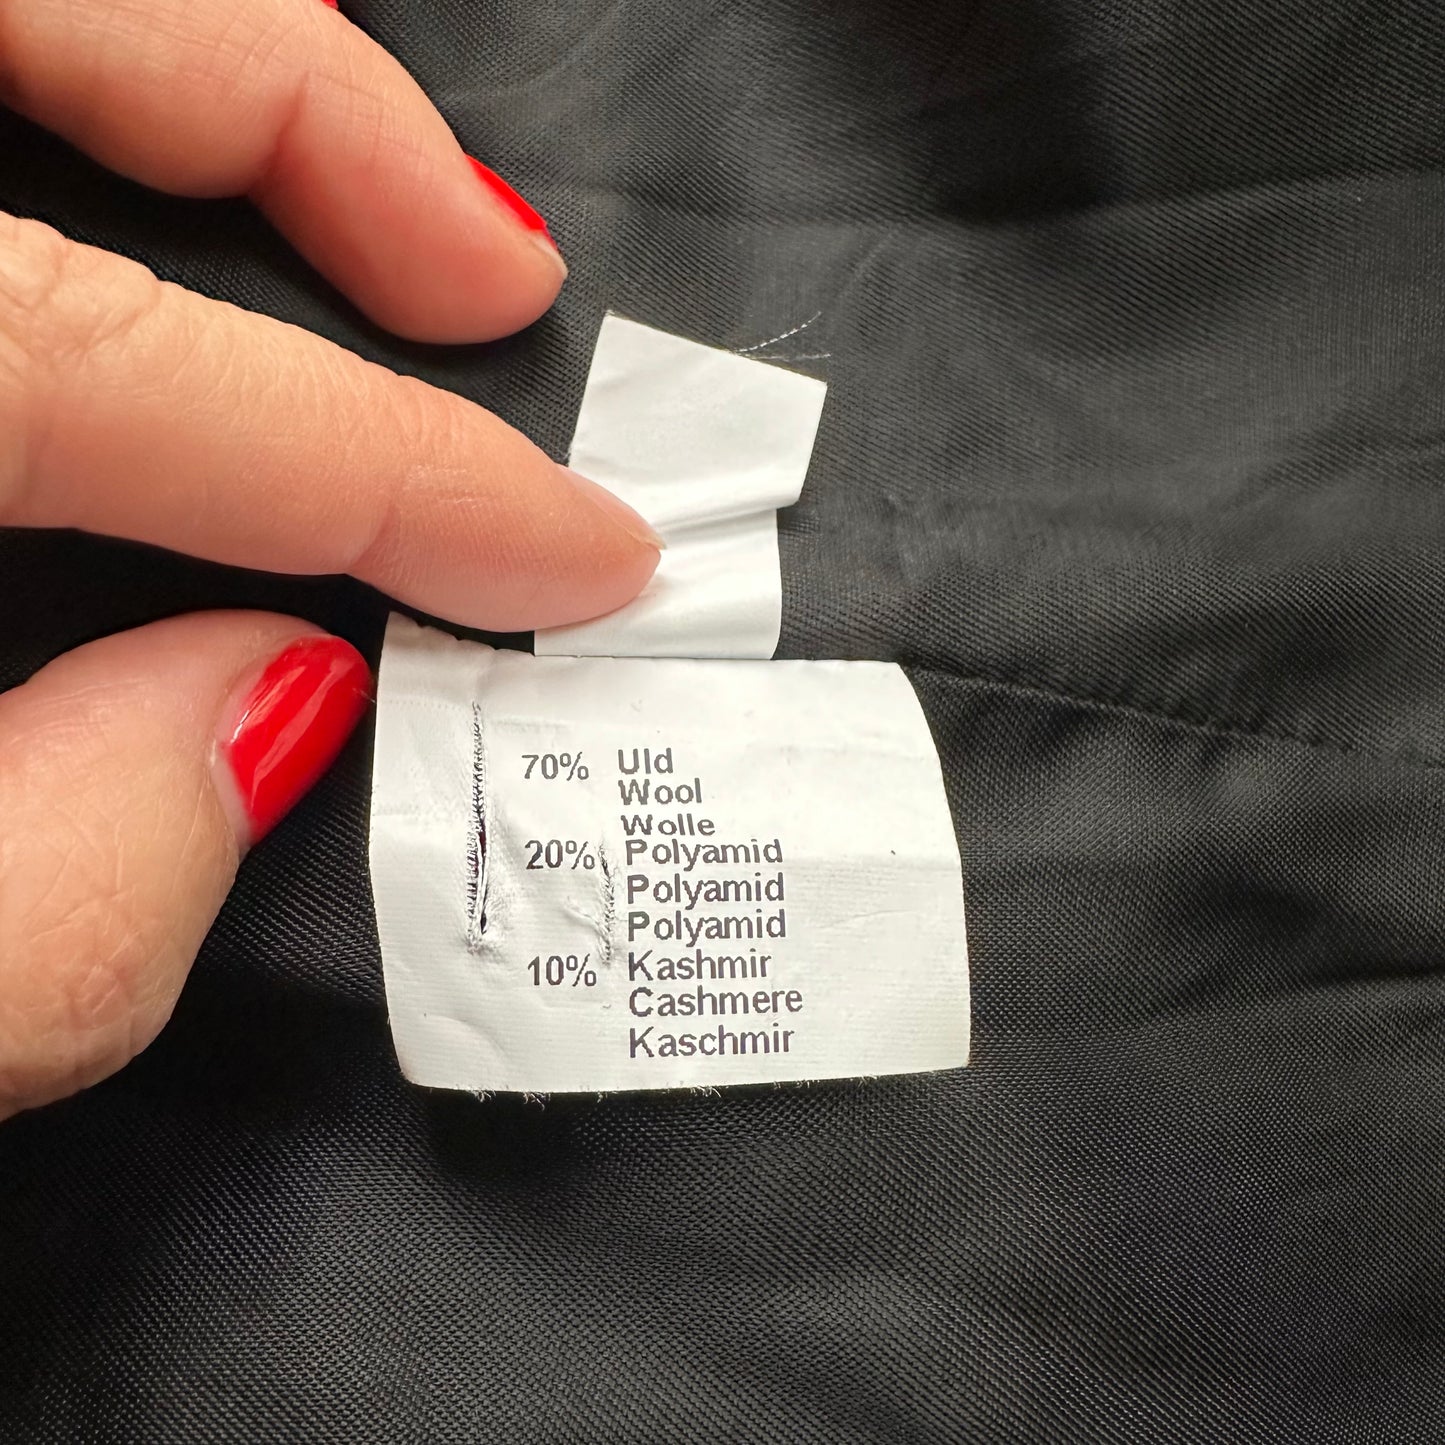 70% Uld
Wool
Wolle
20% Polyamid
Polyamid
Polyamid
10% Kashmir
Cashmere
Kaschmir